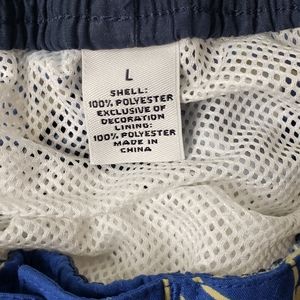 L
SHELL:
100% POLYESTER
EXCLUSIVE OF
DECORATION
LINING:
100% POLYESTER
MADE IN
CHINA